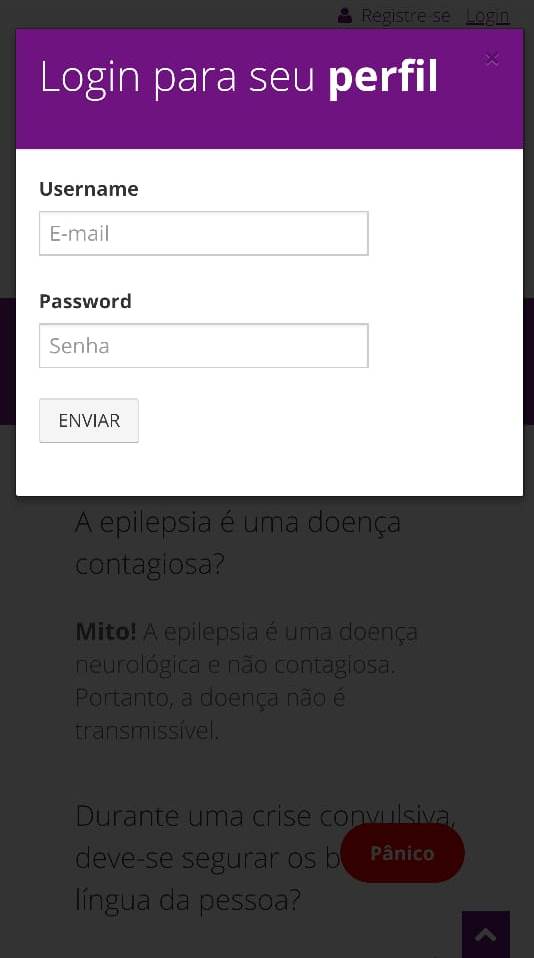 Registre-se Login
Login para seu perfil
×
Username
E-mail
Password
Senha
ENVIAR
A epilepsia é uma doença
contagiosa?
Mito! A epilepsia é uma doença
neurológica e não contagiosa.
Portanto, a doença não é
transmissível.
Durante uma crise convulsiva,
deve-se segurar os b
Pânico
língua da pessoa?